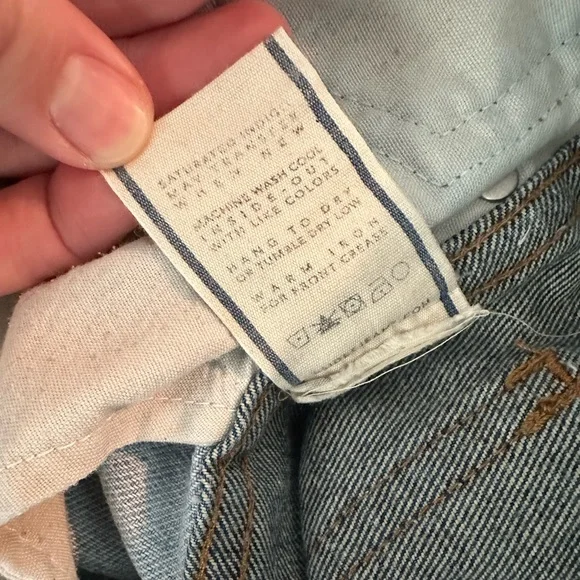 SATURATED INDIGO
MAY TRANSFER
WHEN NEW
MACHINE WASH COOL
INSIDE-OUT
WITH LIKE COLORS
HANG TO DRY
OR TUMBLE DRY LOW
WARM IRON
FOR FRONT CREASE